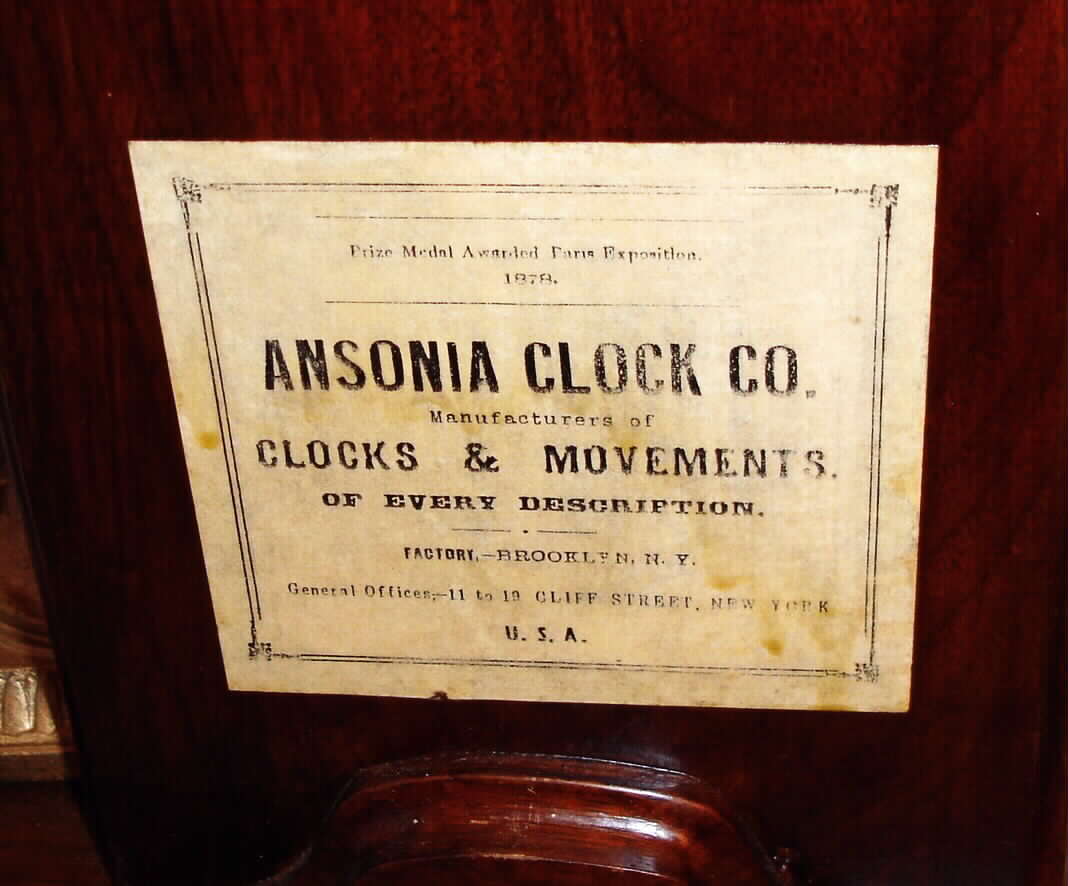 Prize Medal Awarded Paris Exposition.
1878.
ANSONIA CLOCK CO.
Manufacturers of
CLOCKS & MOVEMENTS.
OF EVERY DESCRIPTION.
FACTORY,—BROOKLYN, N. Y.
General Offices,—11 to 19 CLIFF STREET, NEW YORK
U. S. A.